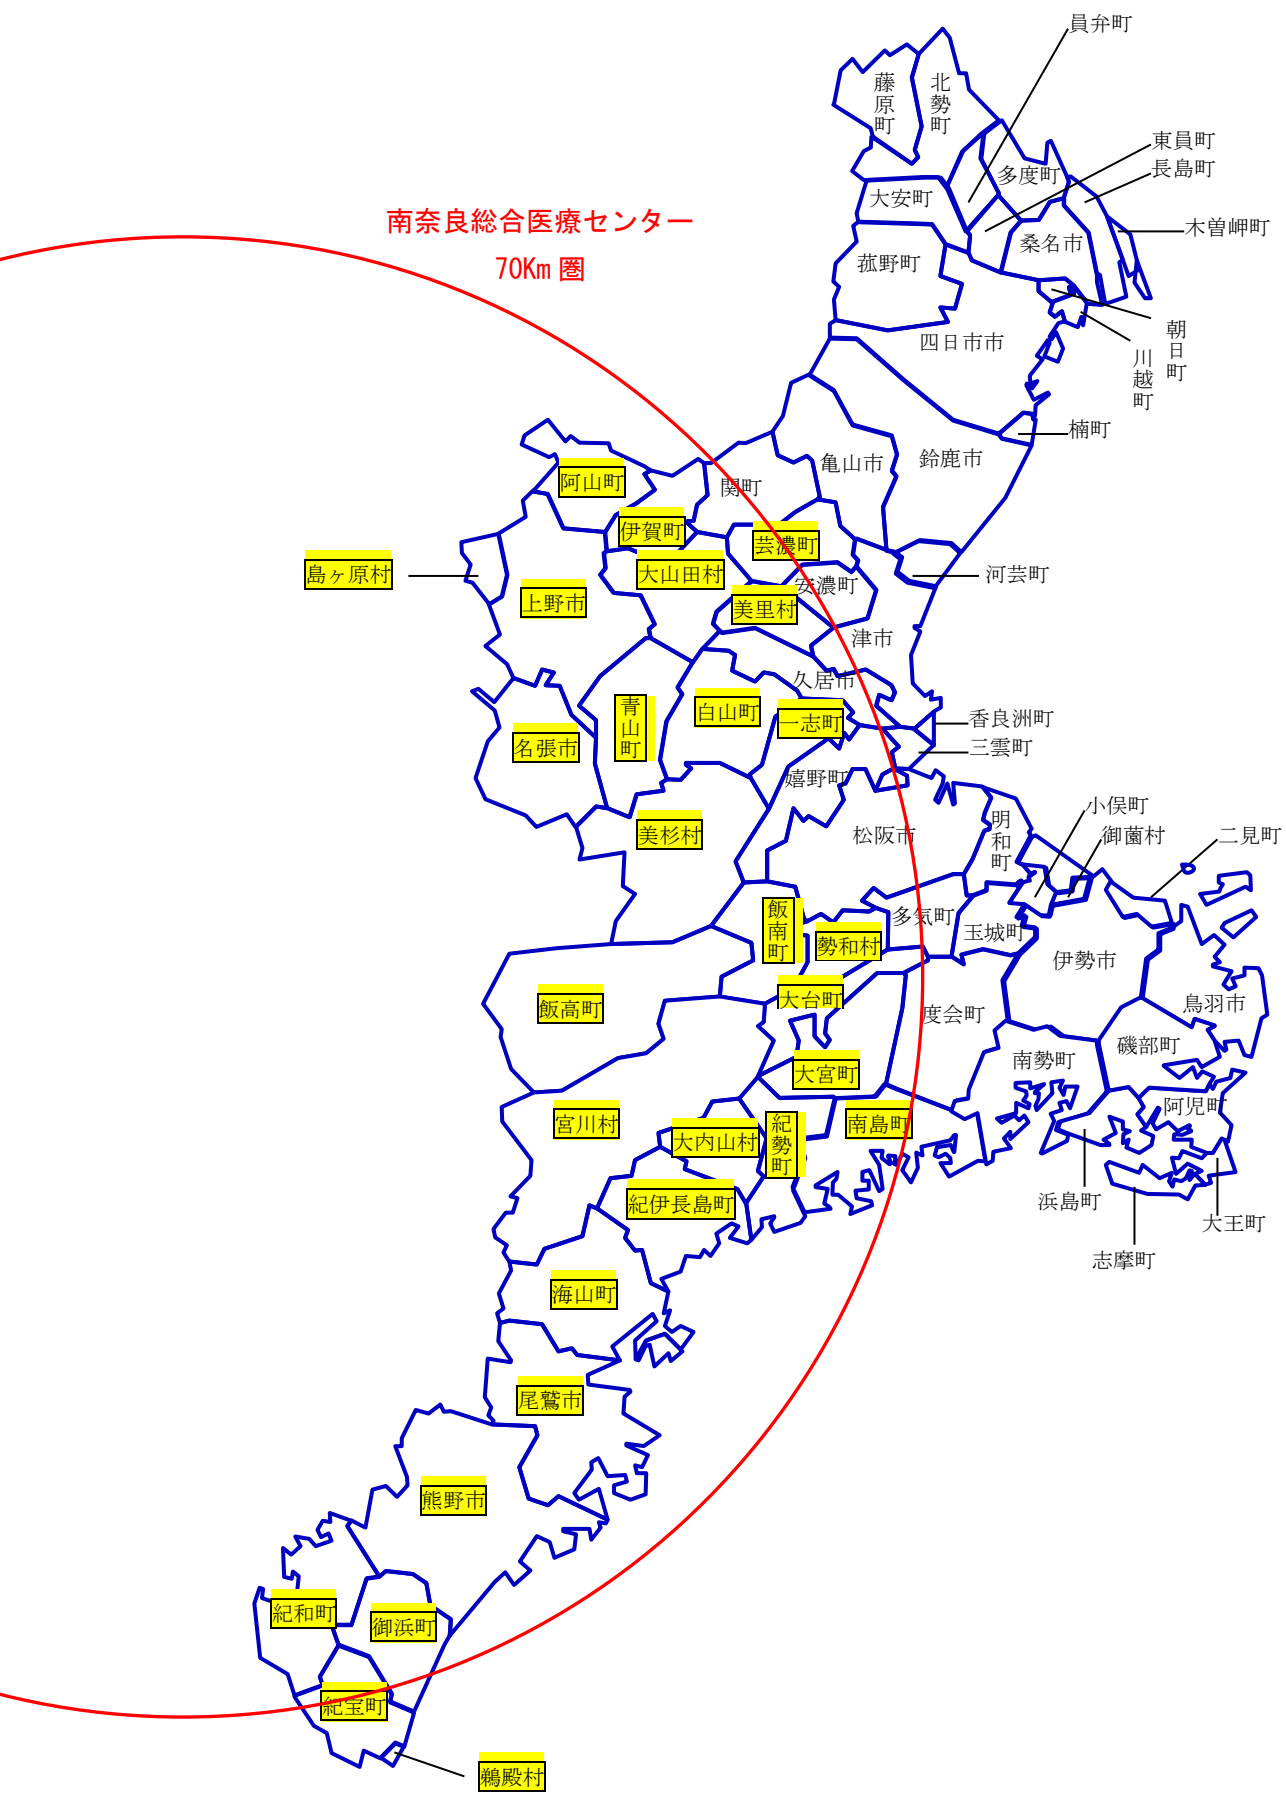 員弁町
藤原町
北勢町
東員町
長島町
多度町
大安町
木曽岬町
南奈良総合医療センター
桑名市
菰野町
70Km 圏
四日市市
朝日町
川越町
楠町
亀山市
鈴鹿市
阿山町
関町
伊賀町
芸濃町
島ヶ原村
大山田村
河芸町
安濃町
上野市
美里村
津市
久居市
青山町
白山町
一志町
香良洲町
名張市
三雲町
嬉野町
小俣町
美杉村
松阪市
明和町
御薗村
二見町
飯南町
多気町
玉城町
勢和村
伊勢市
飯高町
大台町
鳥羽市
度会町
磯部町
南勢町
大宮町
阿児町
宮川村
紀勢町
南島町
大内山村
紀伊長島町
浜島町
大王町
志摩町
海山町
尾鷲市
熊野市
紀和町
御浜町
紀宝町
鵜殿村